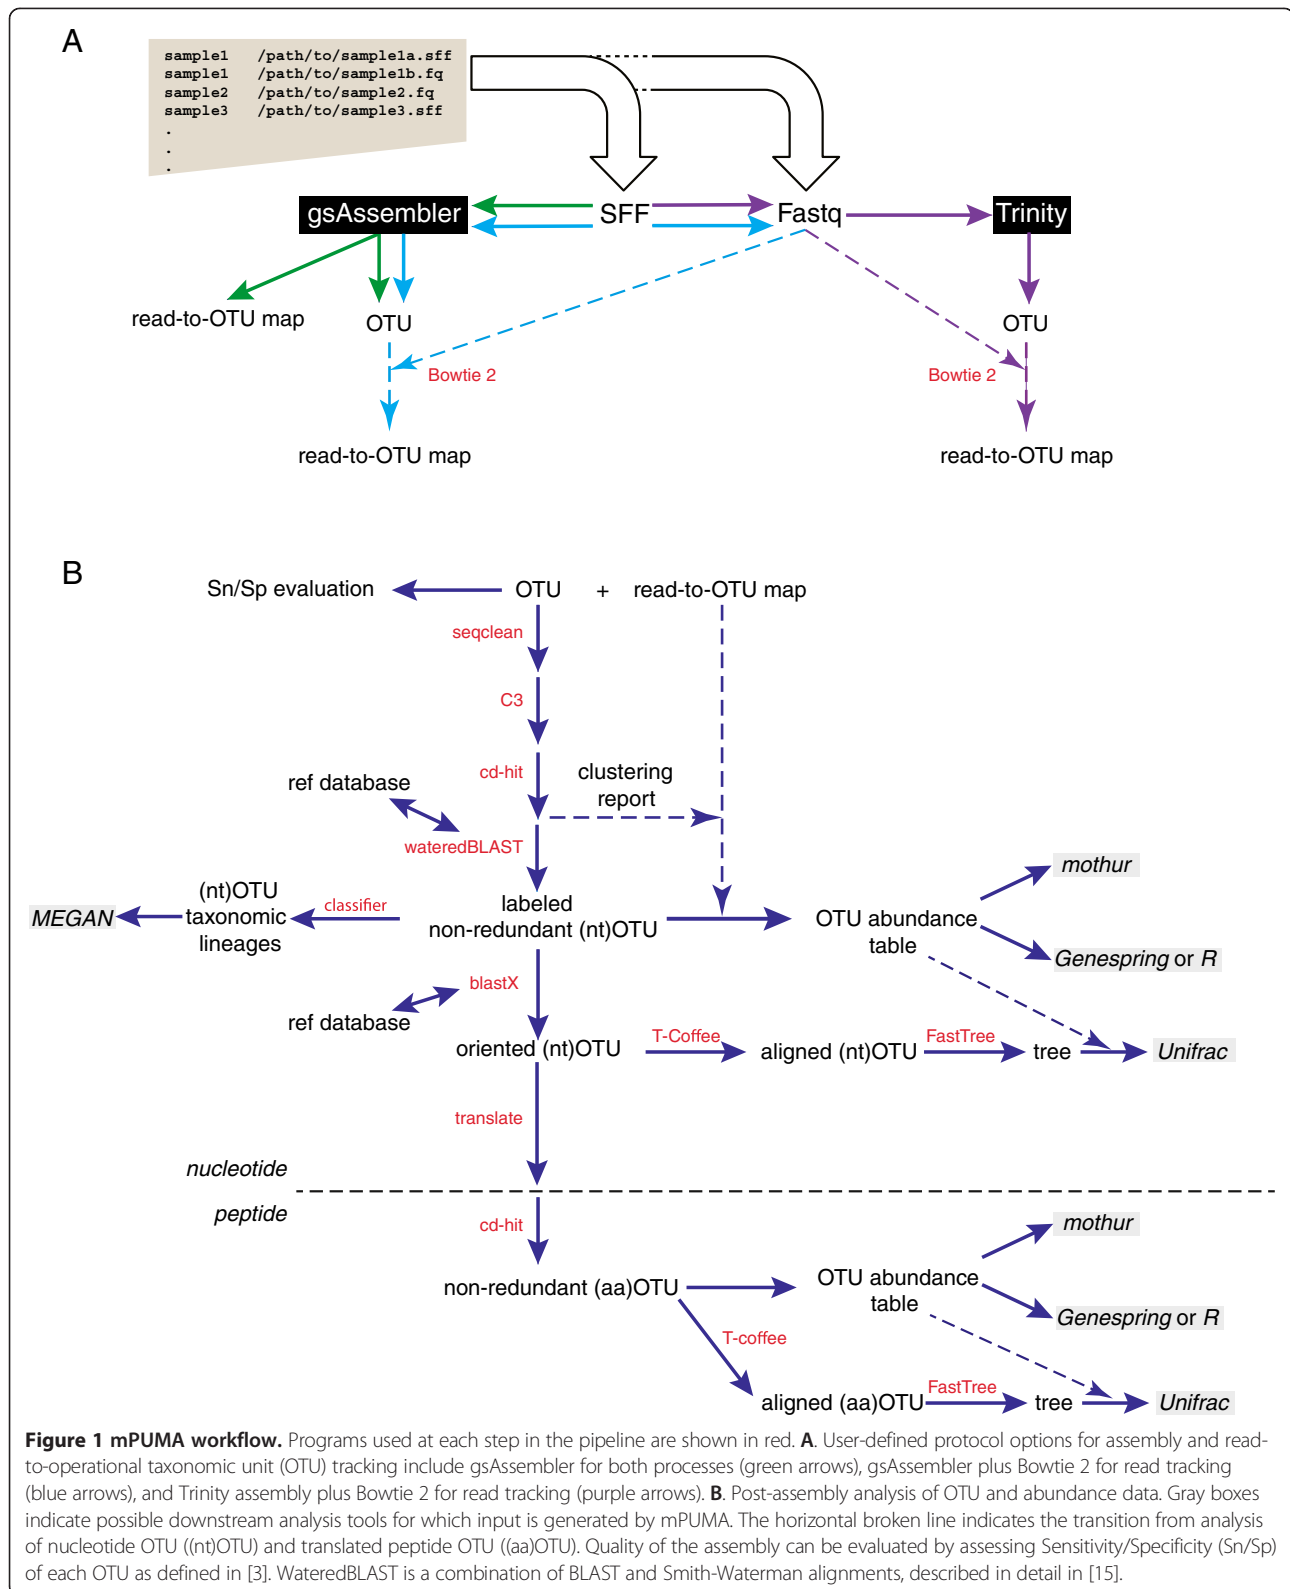 A
sample1 /path/to/sample1a.sff
sample1 /path/to/sample1b.fq
sample2 /path/to/sample2.fq
sample3 /path/to/sample3.sff
.
.
.
gsAssembler
SFF
Fastq
Trinity
read-to-OTU map
OTU
OTU
Bowtie 2
Bowtie 2
read-to-OTU map
read-to-OTU map
B
Sn/Sp evaluation
OTU + read-to-OTU map
seqclean
C3
cd-hit
clustering
report
ref database
wateredBLAST
mothur
MEGAN
classifier
(nt)OTU
taxonomic
lineages
labeled
non-redundant (nt)OTU
OTU abundance
table
Genespring or R
blastX
ref database
oriented (nt)OTU
T-Coffee
aligned (nt)OTU
FastTree
tree
Unifrac
translate
nucleotide
peptide
cd-hit
mothur
non-redundant (aa)OTU
OTU abundance
table
Genespring or R
T-coffee
aligned (aa)OTU
FastTree
tree
Unifrac
Figure 1 mPUMA workflow. Programs used at each step in the pipeline are shown in red. A. User-defined protocol options for assembly and read-
to-operational taxonomic unit (OTU) tracking include gsAssembler for both processes (green arrows), gsAssembler plus Bowtie 2 for read tracking
(blue arrows), and Trinity assembly plus Bowtie 2 for read tracking (purple arrows). B. Post-assembly analysis of OTU and abundance data. Gray boxes
indicate possible downstream analysis tools for which input is generated by mPUMA. The horizontal broken line indicates the transition from analysis
of nucleotide OTU ((nt)OTU) and translated peptide OTU ((aa)OTU). Quality of the assembly can be evaluated by assessing Sensitivity/Specificity (Sn/Sp)
of each OTU as defined in [3]. WateredBLAST is a combination of BLAST and Smith-Waterman alignments, described in detail in [15].